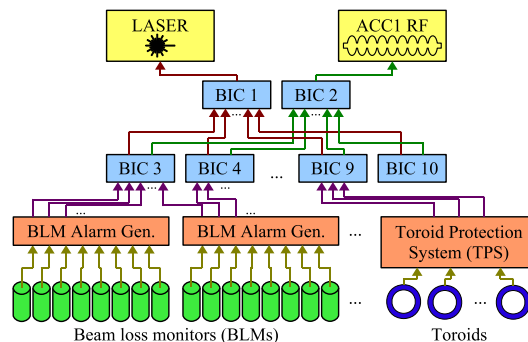 LASER
ACC1 RF
BIC 1
BIC 2
...
...
BIC 3
BIC 4
...
BIC 9
BIC 10
...
...
...
BLM Alarm Gen.
BLM Alarm Gen.
...
Toroid Protection
System (TPS)
...
...
Beam loss monitors (BLMs)
Toroids